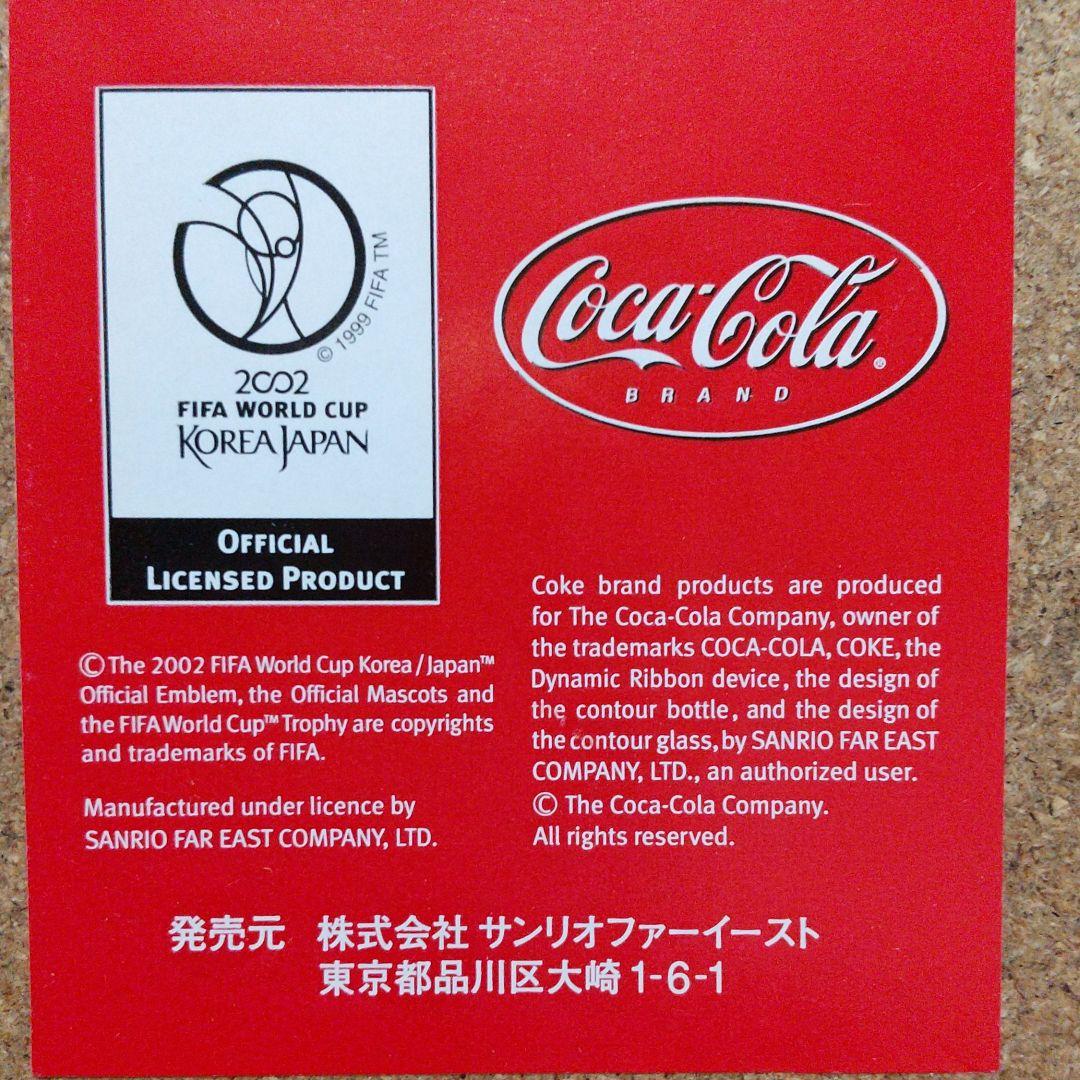 © 1999 FIFA TM
2002
FIFA WORLD CUP
KOREA JAPAN
OFFICIAL
LICENSED PRODUCT
©The 2002 FIFA World Cup Korea/Japan™
Official Emblem, the Official Mascots and
the FIFA World Cup™ Trophy are copyrights
and trademarks of FIFA.
Manufactured under licence by
SANRIO FAR EAST COMPANY, LTD.
Coca-Cola®
BRAND
Coke brand products are produced
for The Coca-Cola Company, owner of
the trademarks COCA-COLA, COKE, the
Dynamic Ribbon device, the design of
the contour bottle, and the design of
the contour glass, by SANRIO FAR EAST
COMPANY, LTD., an authorized user.
© The Coca-Cola Company.
All rights reserved.
発売元 株式会社 サンリオファーイースト
東京都品川区大崎1-6-1